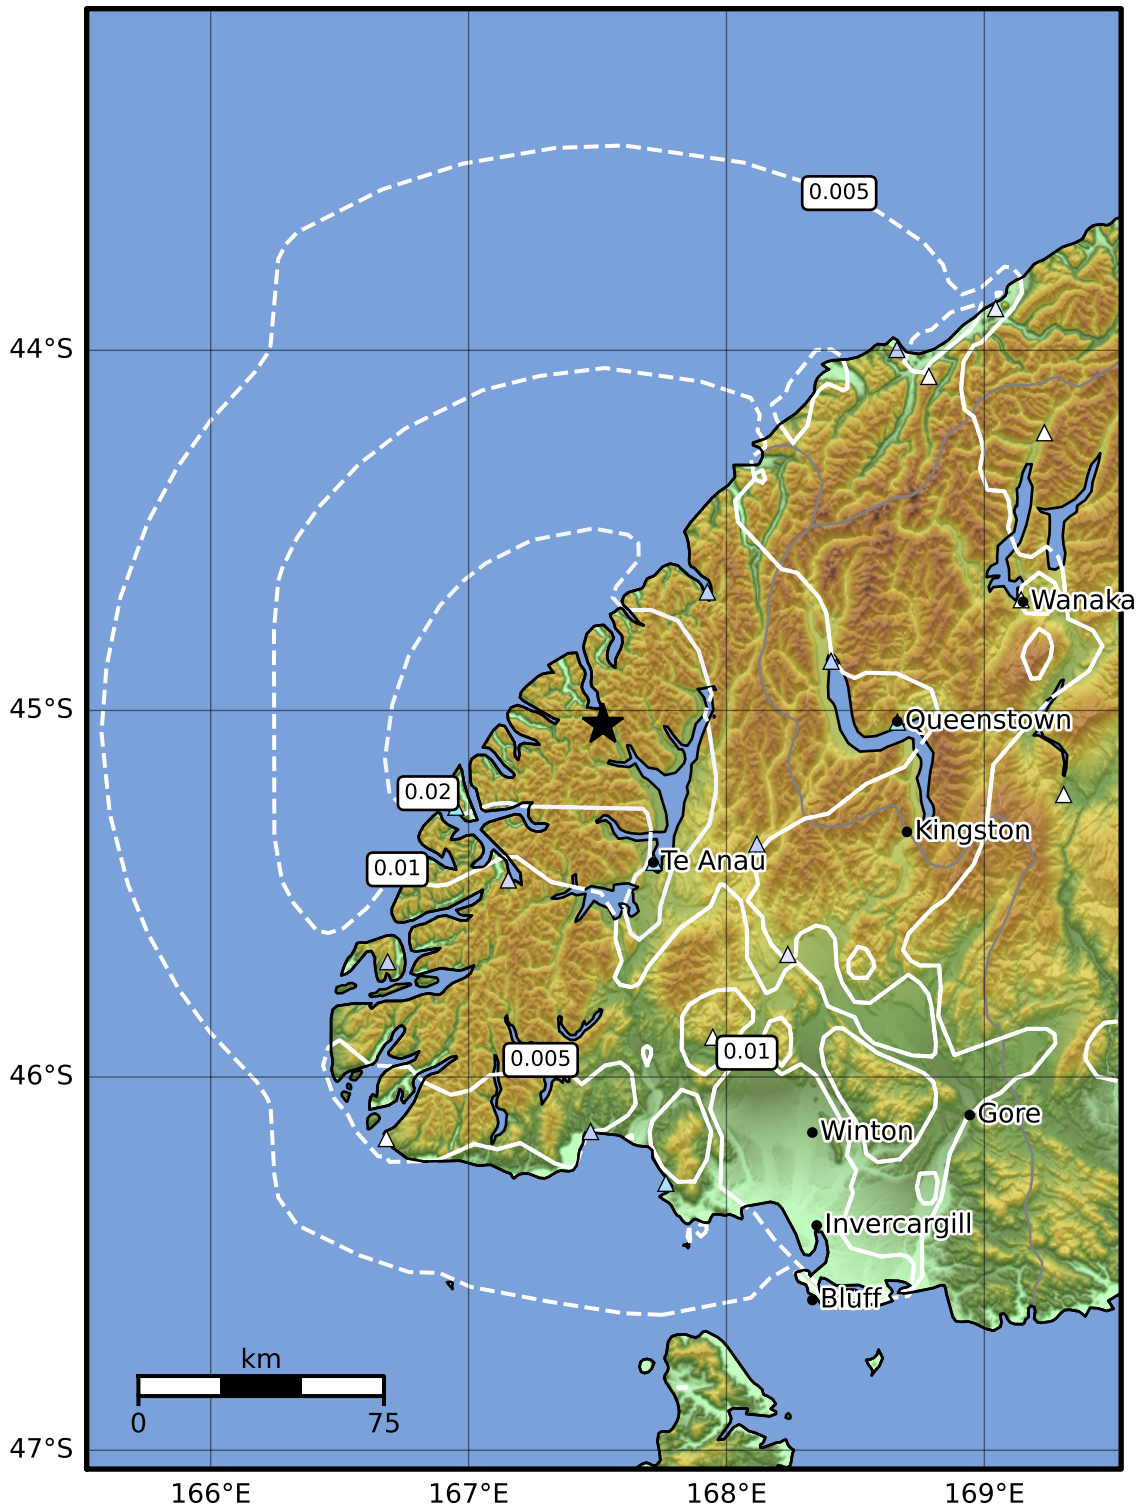 0.005
44°S
Wanaka
45°S
Queenstown
0.02
Kingston
0.01
Te Anau
0.005
0.01
46°S
Gore
Winton
Invercargill
Bluff
km
0
75
47°S
166°E
167°E
168°E
169°E